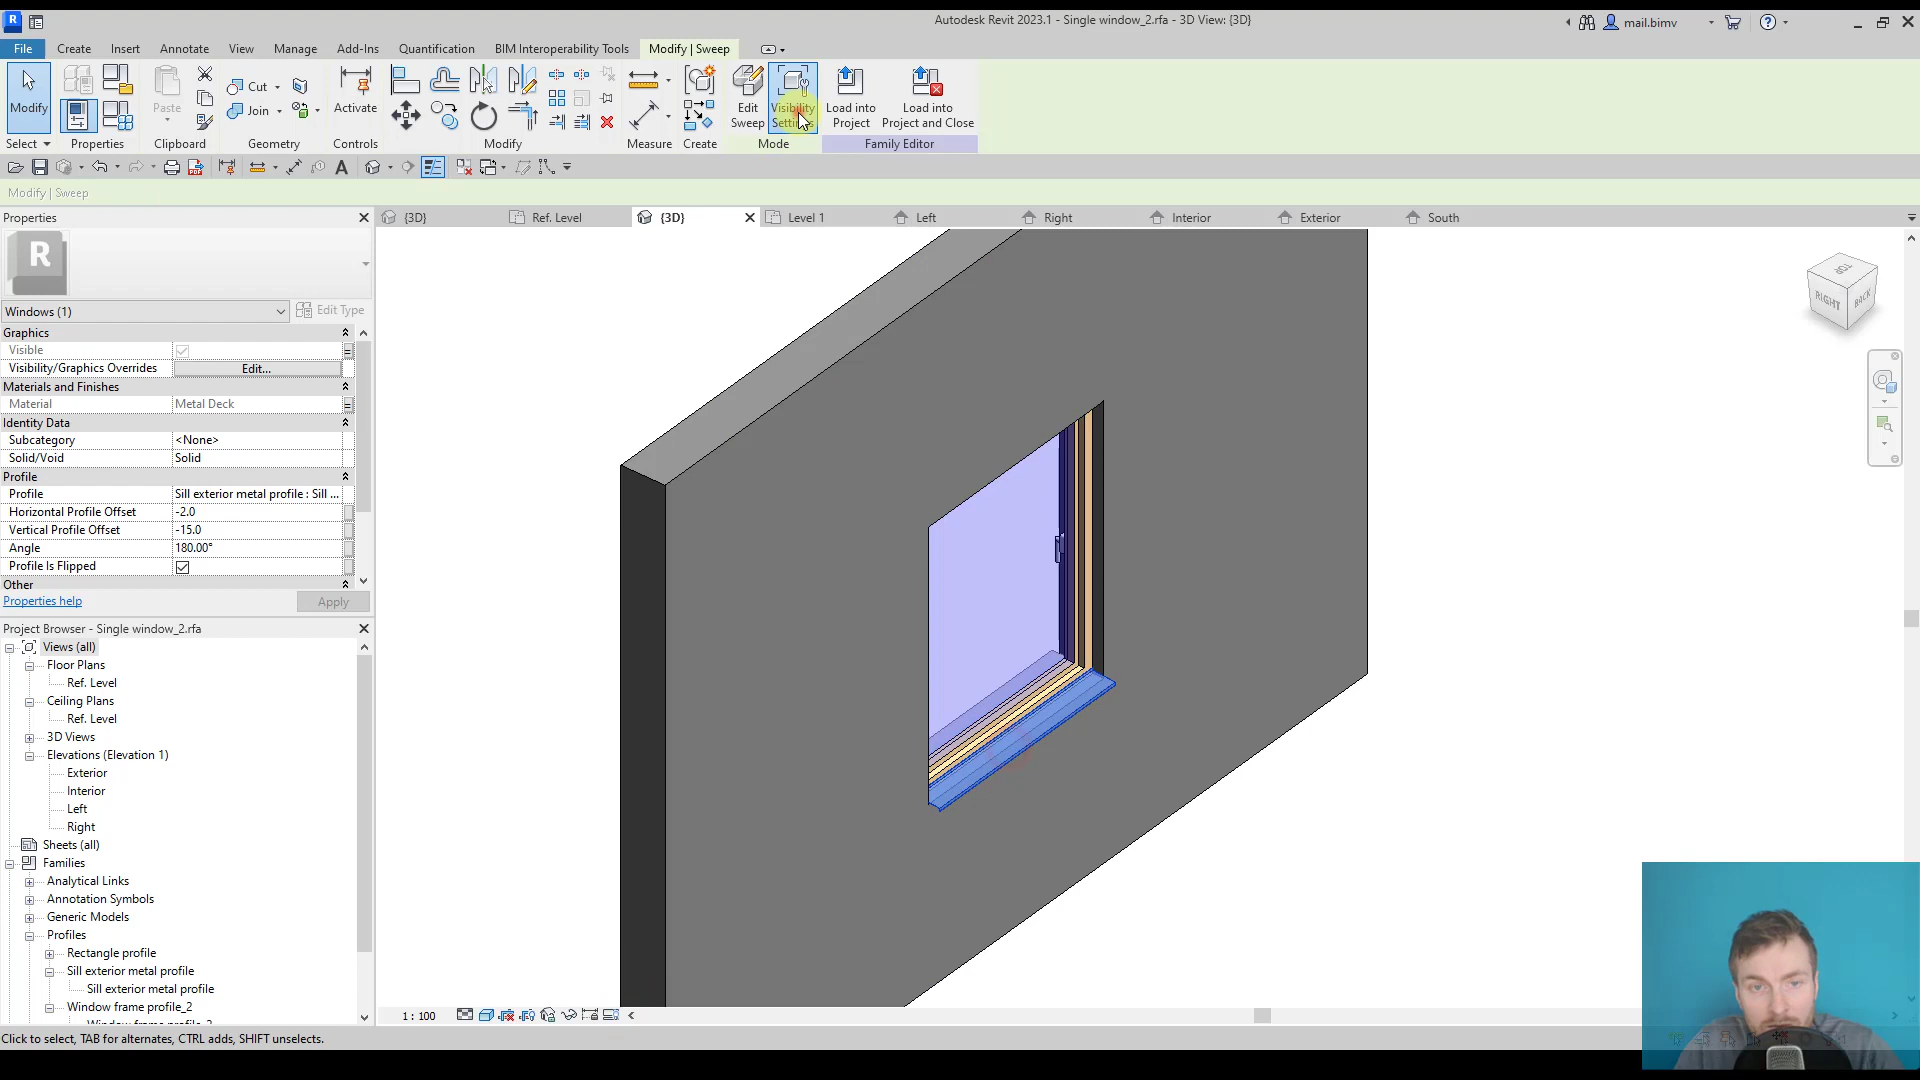 Autodesk Revit 2023.1 - Single window_2.rfa - 3D View: {3D}
mail.bimv
File Create Insert Annotate View Manage Add-Ins Quantification BIM Interoperability Tools Modify | Sweep
Modify
Paste
Cut
Join
Activate
Edit Sweep
Visibility
Load into Project
Load into Project and Close
Select Properties Clipboard Geometry Controls Modify Measure Create Mode Family Editor
Modify | Sweep
Properties
{3D} Ref. Level {3D} Level 1 Left Right Interior Exterior South
R
Windows (1) Edit Type
Graphics
Visible
Visibility/Graphics Overrides Edit...
Materials and Finishes
Material Metal Deck
Identity Data
Subcategory <None>
Solid/Void Solid
Profile
Profile Sill exterior metal profile : Sill ...
Horizontal Profile Offset -2.0
Vertical Profile Offset -15.0
Angle 180.00°
Profile Is Flipped
Other
Properties help Apply
Project Browser - Single window_2.rfa
Views (all)
Floor Plans
Ref. Level
Ceiling Plans
Ref. Level
3D Views
Elevations (Elevation 1)
Exterior
Interior
Left
Right
Sheets (all)
Families
Analytical Links
Annotation Symbols
Generic Models
Profiles
Rectangle profile
Sill exterior metal profile
Sill exterior metal profile
Window frame profile_2
TOP
RIGHT
BACK
1 : 100
Click to select, TAB for alternates, CTRL adds, SHIFT unselects.